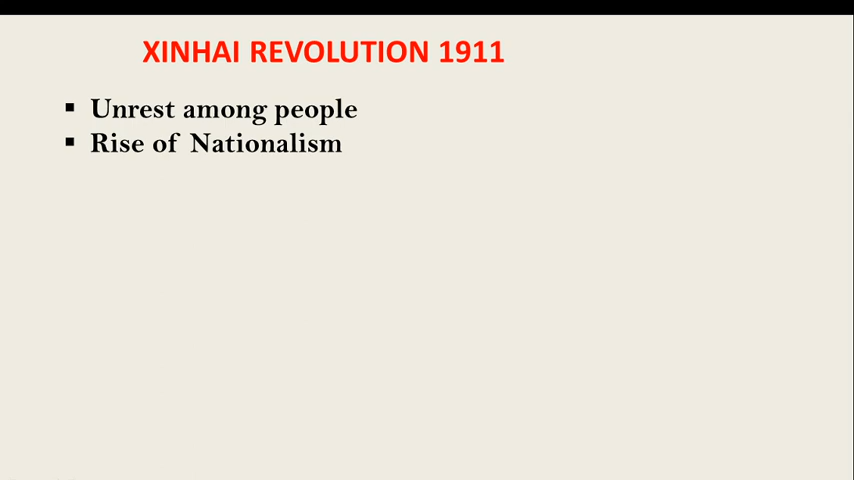 XINHAI REVOLUTION 1911
▪ Unrest among people
▪ Rise of Nationalism